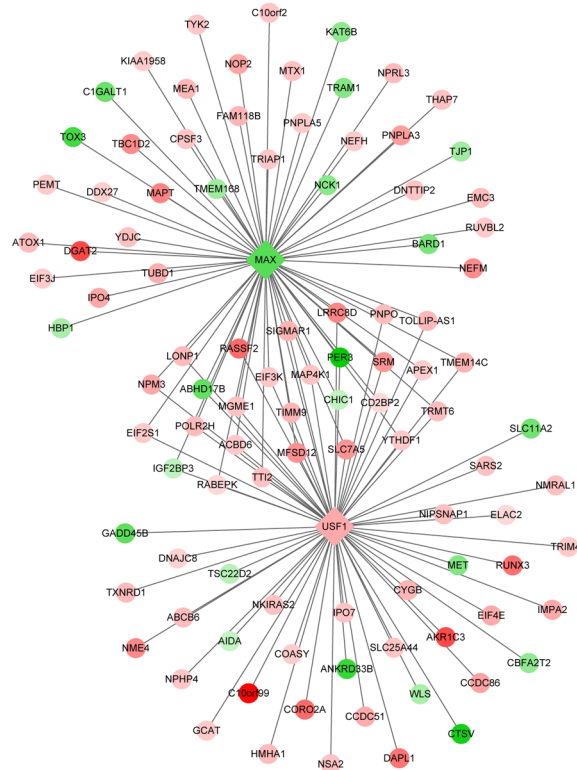 C10orf2
TYK2
KAT6B
KIAA1958
NOP2
MTX1
NPRL3
C1GALT1
MEA1
TRAM1
THAP7
FAM118B
PNPLA5
TOX3
TBC1D2
CPSF3
NEFH
PNPLA3
TRIAP1
TJP1
PEMT
DDX27
MAPT
TMEM168
NCK1
DNTTIP2
EMC3
ATOX1
YDJC
RUVBL2
DGAT2
BARD1
MAX
EIF3J
TUBD1
NEFM
IPO4
HBP1
LRRC8D
PNPO
TOLLIP-AS1
SIGMAR1
RASSF2
LONP1
PER3
SRM
APEX1
TMEM14C
NPM3
ABHD17B
EIF3K
MAP4K1
CHIC1
CD2BP2
MGME1
TIMM9
TRMT6
EIF2S1
POLR2H
ACBD6
YTHDF1
MFSD12
SLC7A5
SLC11A2
IGF2BP3
RABEPK
TTI2
SARS2
NMRAL1
NIPSNAP1
ELAC2
USF1
GADD45B
TRIM4
DNAJC8
TSC22D2
MET
RUNX3
TXNRD1
NKIRAS2
CYGB
ABCB6
IPO7
EIF4E
IMPA2
NME4
AIDA
AKR1C3
COASY
SLC25A44
CBFA2T2
NPHP4
ANKRD33B
C10orf99
WLS
CCDC86
CORO2A
CCDC51
GCAT
CTSV
HMHA1
NSA2
DAPL1